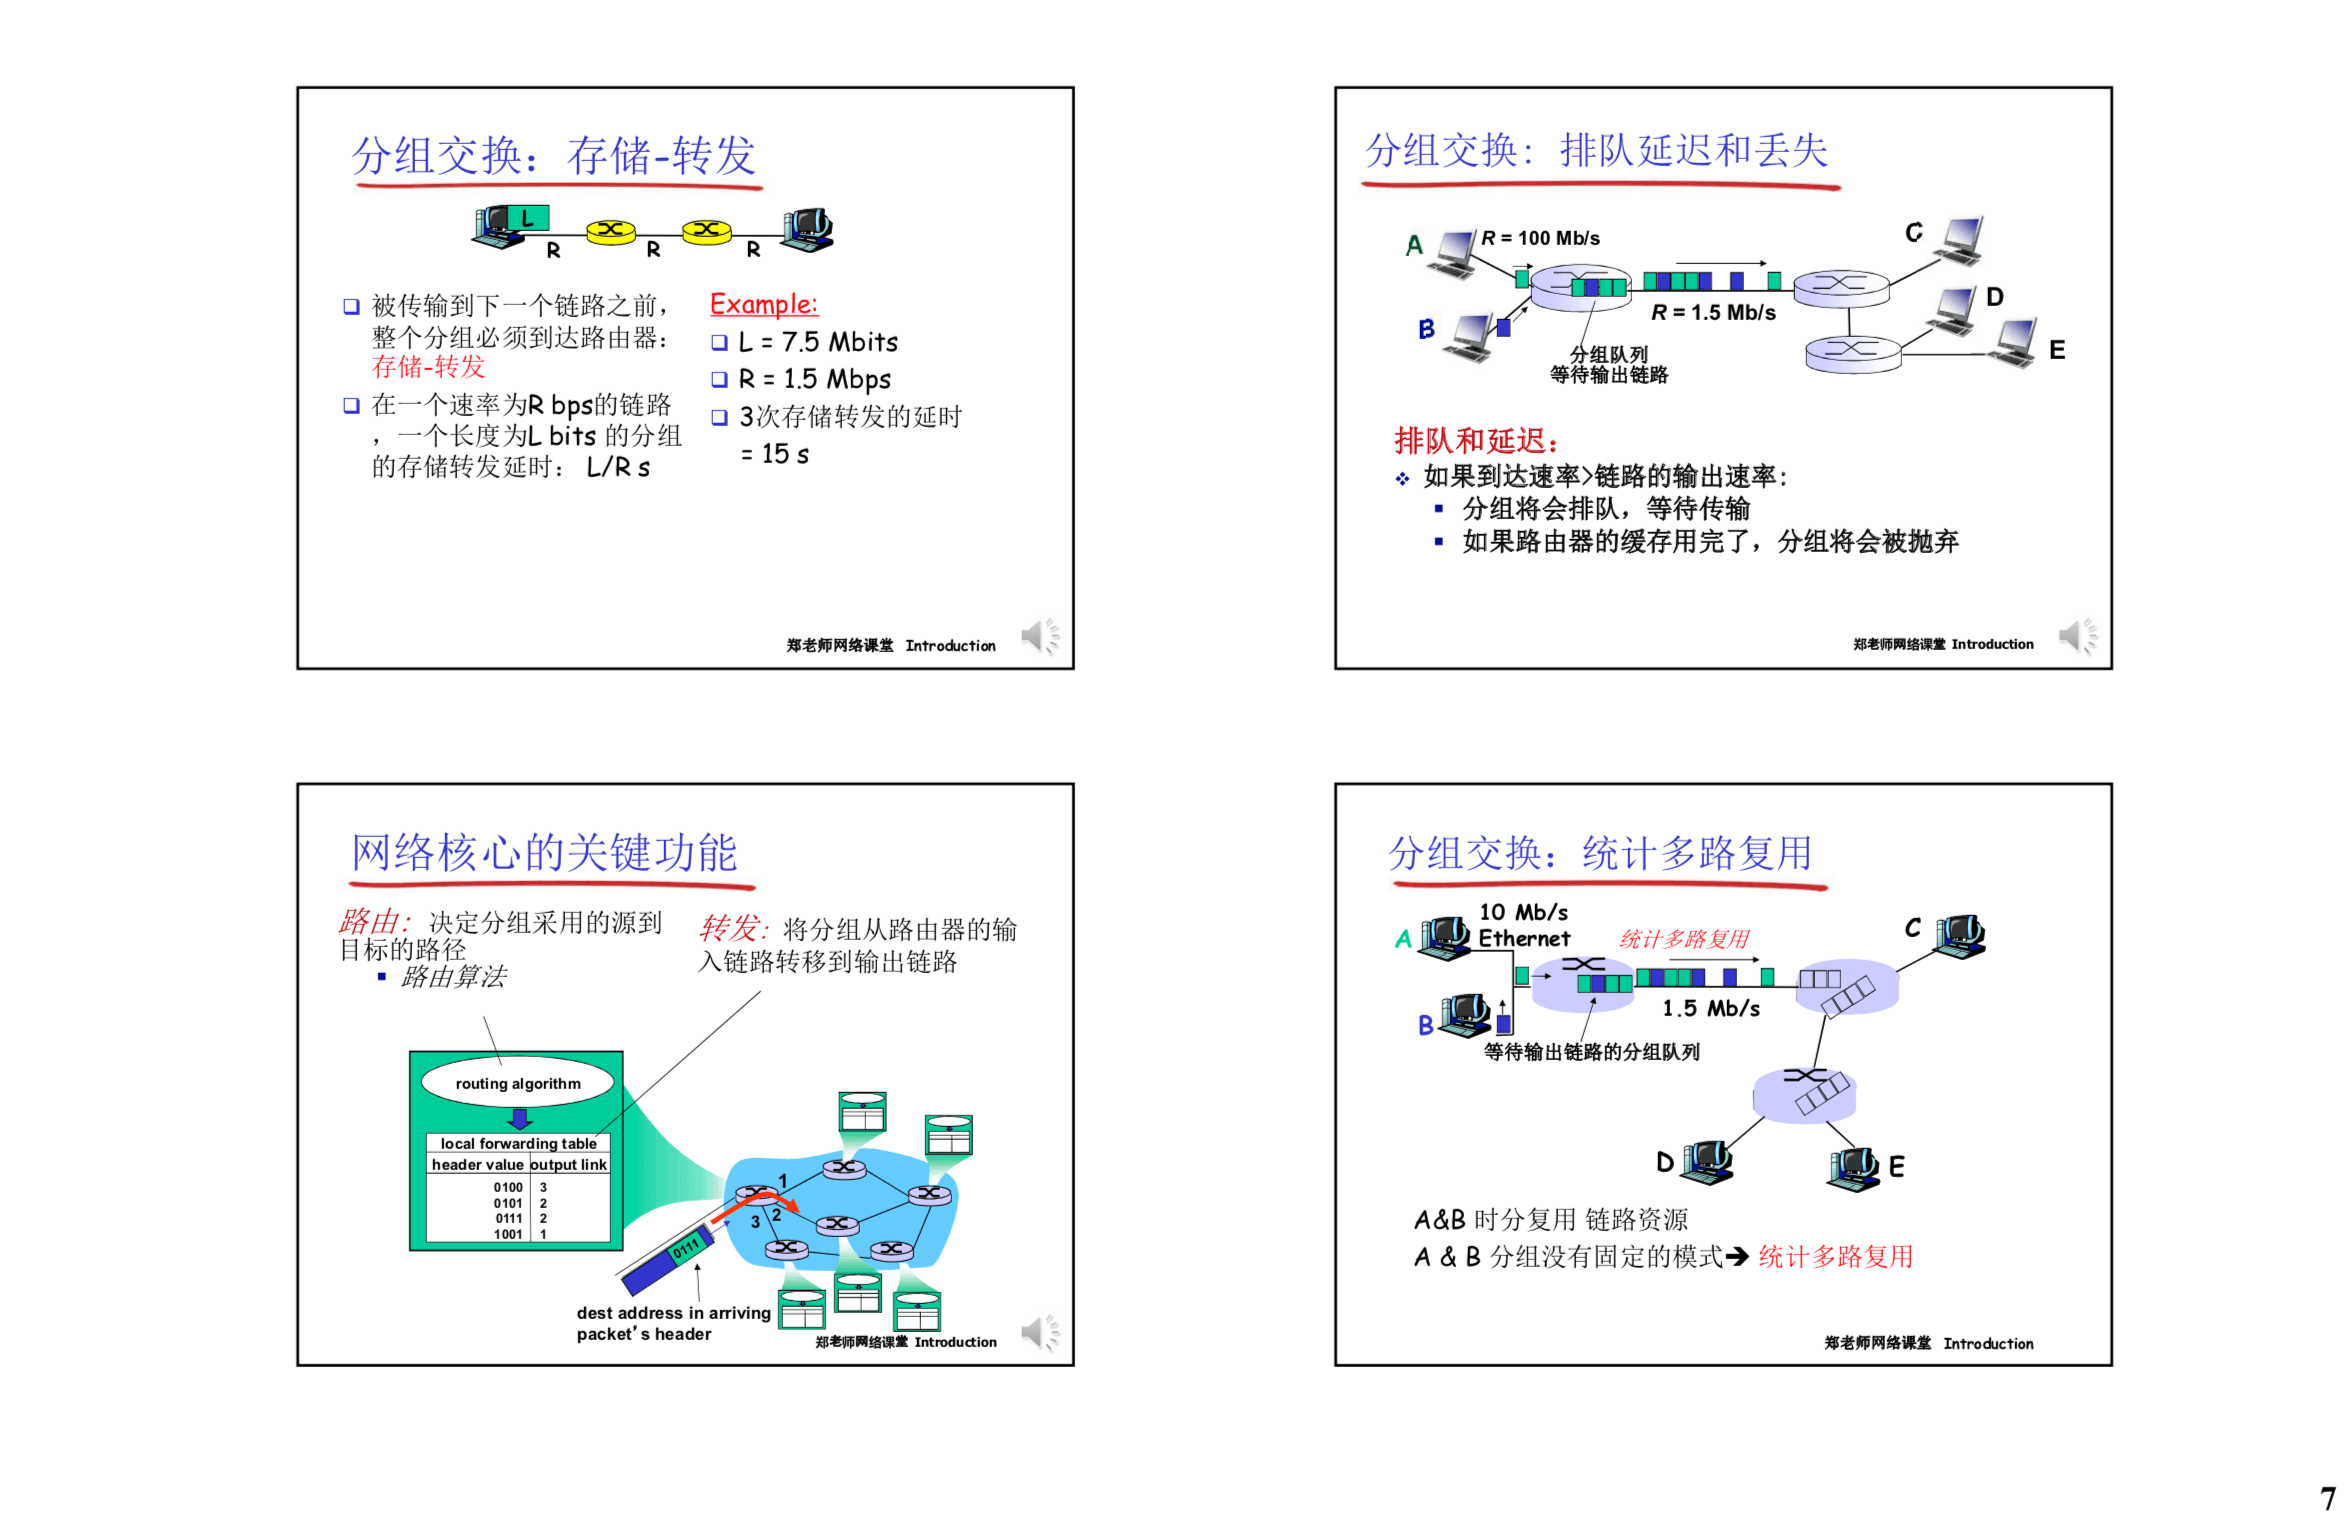 分组交换：存储-转发
L
R
R
R
❑ 被传输到下一个链路之前，
整个分组必须到达路由器：
存储-转发
❑ 在一个速率为R bps的链路
，一个长度为L bits 的分组
的存储转发延时： L/R s
Example:
❑ L = 7.5 Mbits
❑ R = 1.5 Mbps
❑ 3次存储转发的延时
= 15 s
郑老师网络课堂 Introduction
分组交换：排队延迟和丢失
A
R = 100 Mb/s
C
D
B
R = 1.5 Mb/s
E
分组队列
等待输出链路
排队和延迟：
❖ 如果到达速率>链路的输出速率：
▪ 分组将会排队，等待传输
▪ 如果路由器的缓存用完了，分组将会被抛弃
郑老师网络课堂 Introduction
网络核心的关键功能
路由：决定分组采用的源到
目标的路径
▪ 路由算法
转发：将分组从路由器的输
入链路转移到输出链路
routing algorithm
local forwarding table
header value output link
0100 3
0101 2
0111 2
1001 1
1
2
3
0111
dest address in arriving
packet’s header
郑老师网络课堂 Introduction
分组交换：统计多路复用
A
10 Mb/s
Ethernet
统计多路复用
C
B
1.5 Mb/s
等待输出链路的分组队列
D
E
A&B 时分复用 链路资源
A & B 分组没有固定的模式➔ 统计多路复用
郑老师网络课堂 Introduction
7